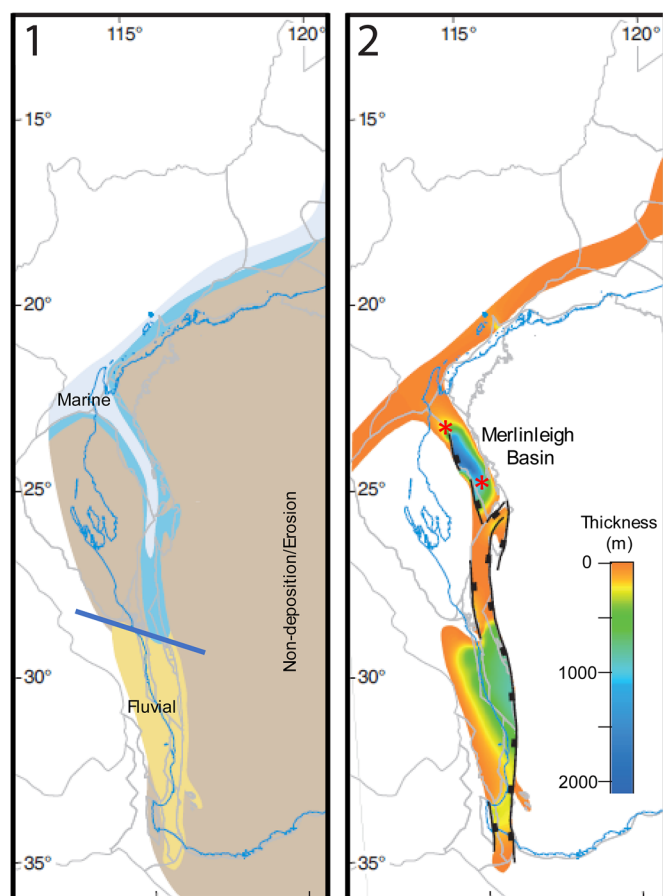 1
115°
120°
15°
20°
Marine
25°
Non-deposition/Erosion
30°
Fluvial
35°
2
115°
120°
15°
20°
Merlinleigh
Basin
25°
Thickness
(m)
0
1000
2000
30°
35°